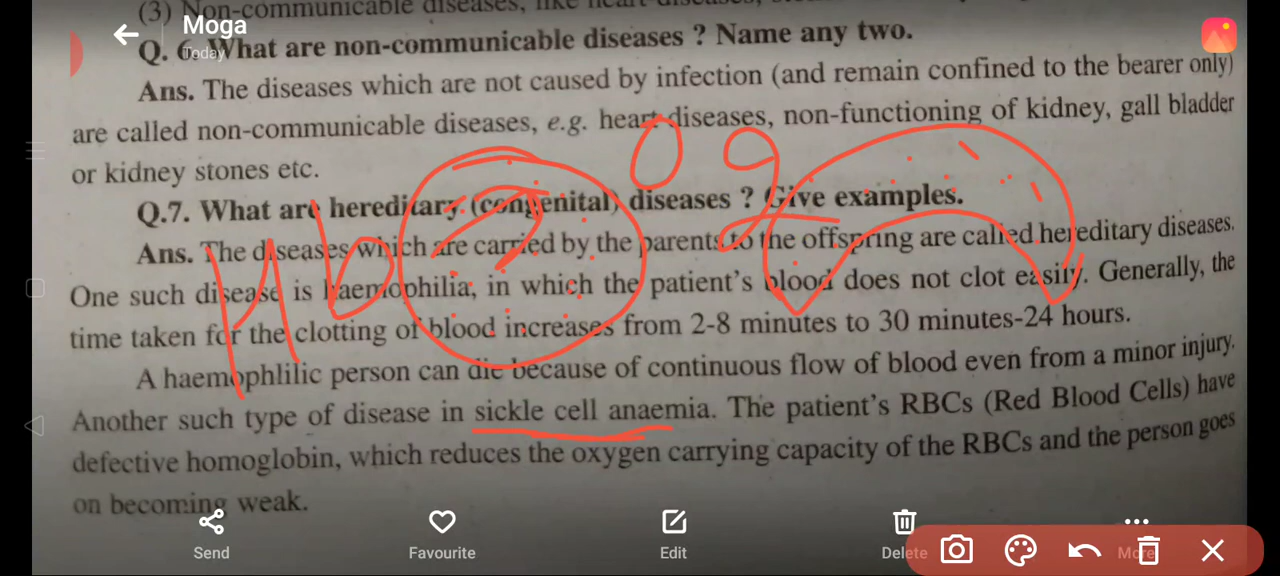 (3) Non-communicable diseases, like heart diseases,
Moga
Today
Q. 6. What are non-communicable diseases ? Name any two.
Ans. The diseases which are not caused by infection (and remain confined to the bearer only)
are called non-communicable diseases, e.g. heart diseases, non-functioning of kidney, gall bladder
or kidney stones etc.
Q.7. What are hereditary (congenital) diseases ? Give examples.
Ans. The diseases which are carried by the parents to the offspring are called hereditary diseases.
One such disease is haemophilia, in which the patient's blood does not clot easily. Generally, the
time taken for the clotting of blood increases from 2-8 minutes to 30 minutes-24 hours.
A haemophlilic person can die because of continuous flow of blood even from a minor injury.
Another such type of disease in sickle cell anaemia. The patient's RBCs (Red Blood Cells) have
defective homoglobin, which reduces the oxygen carrying capacity of the RBCs and the person goes
on becoming weak.
Hb
O2
Send
Favourite
Edit
Delete
More